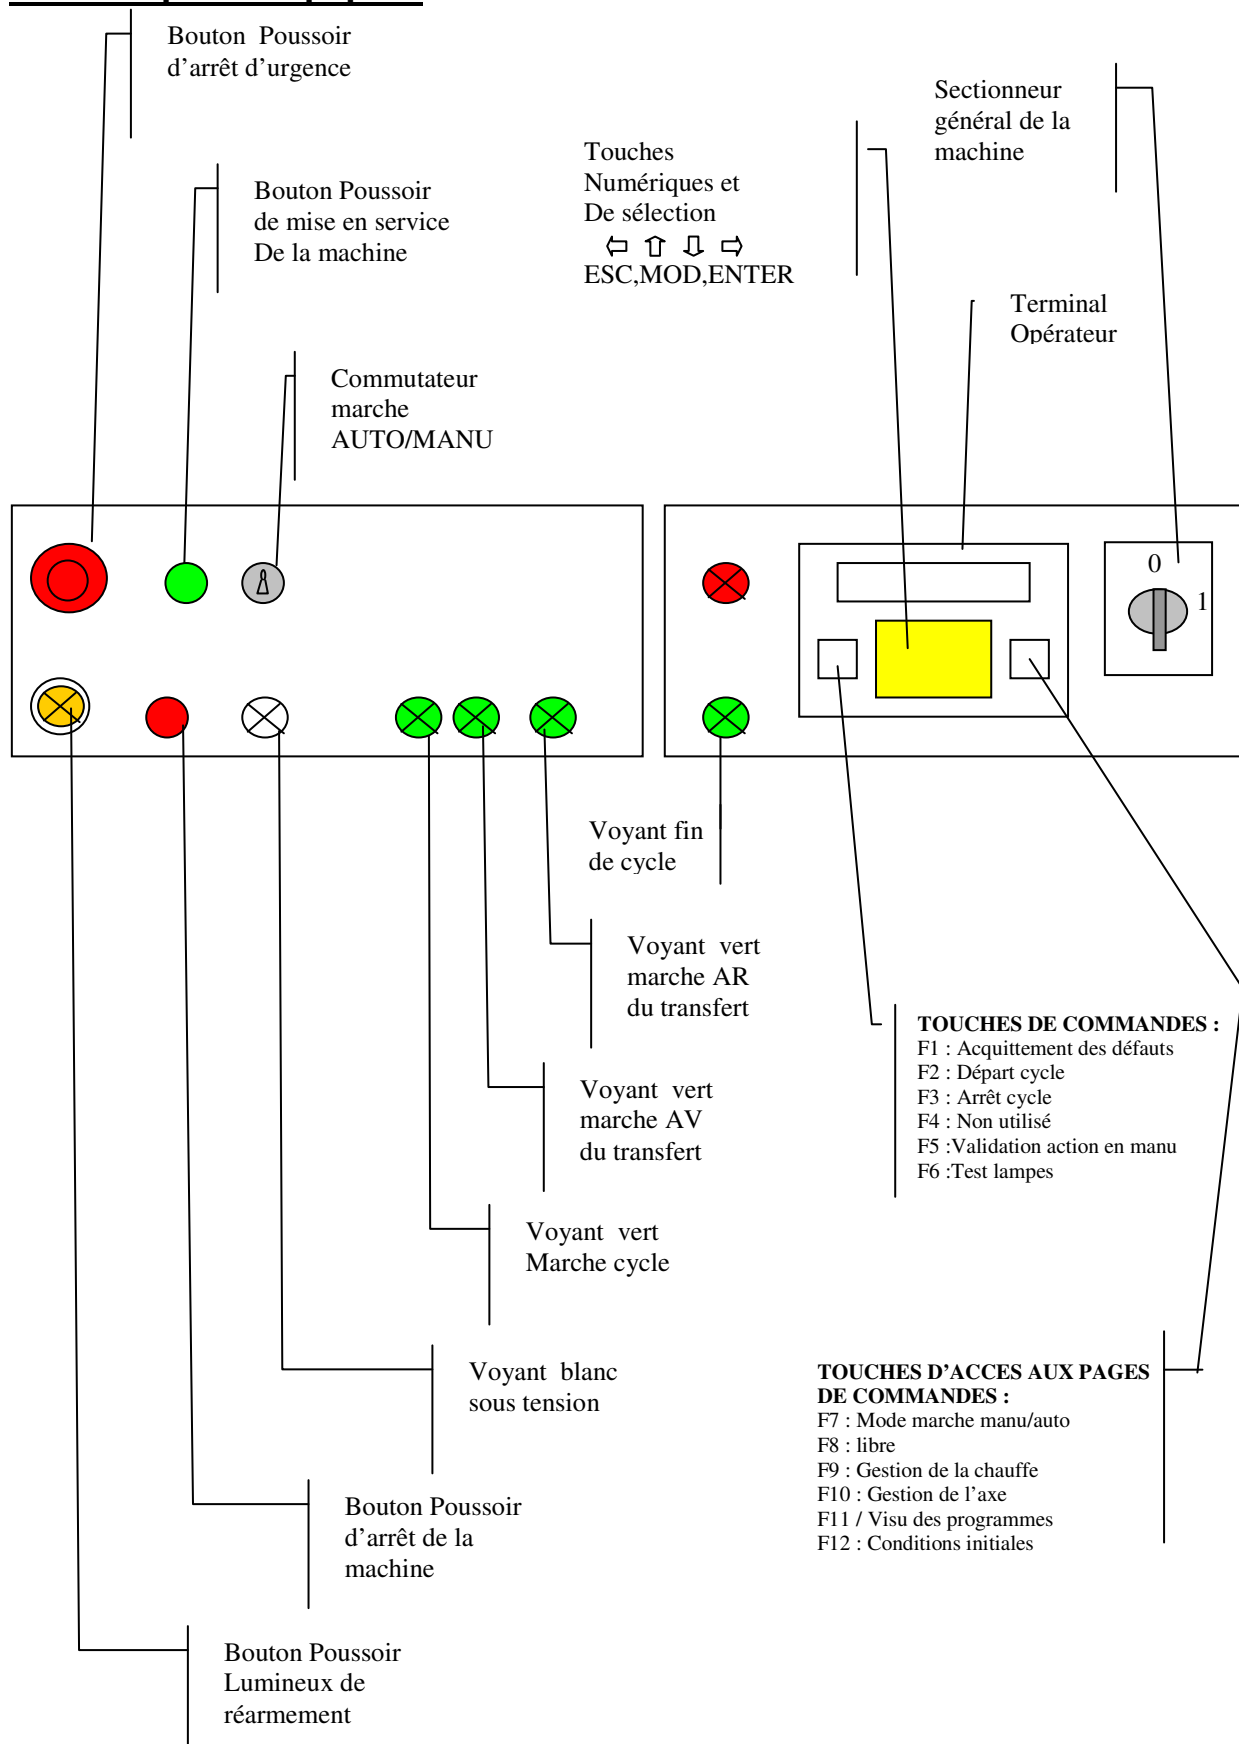 Bouton Poussoir
d'arrêt d'urgence
Sectionneur
général de la
machine
Touches
Numériques et
De sélection
⇦ ⇧ ⇩ ⇨
ESC,MOD,ENTER
Bouton Poussoir
de mise en service
De la machine
Terminal
Opérateur
Commutateur
marche
AUTO/MANU
0
1
Voyant fin
de cycle
Voyant vert
marche AR
du transfert
TOUCHES DE COMMANDES :
F1 : Acquittement des défauts
F2 : Départ cycle
F3 : Arrêt cycle
F4 : Non utilisé
F5 :Validation action en manu
F6 :Test lampes
Voyant vert
marche AV
du transfert
Voyant vert
Marche cycle
Voyant blanc
sous tension
TOUCHES D'ACCES AUX PAGES
DE COMMANDES :
F7 : Mode marche manu/auto
F8 : libre
F9 : Gestion de la chauffe
F10 : Gestion de l'axe
F11 / Visu des programmes
F12 : Conditions initiales
Bouton Poussoir
d'arrêt de la
machine
Bouton Poussoir
Lumineux de
réarmement